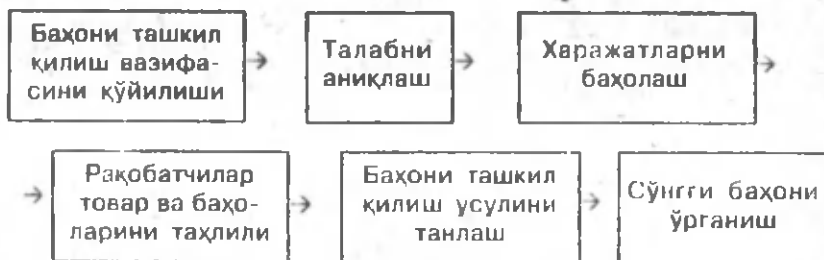 Баҳони ташкил
қилиш вазифа-
сини қўйилиши
Талабни
аниқлаш
Харажатларни
баҳолаш
Рақобатчилар
товар ва баҳо-
ларини таҳлили
Баҳони ташкил
қилиш усулини
танлаш
Сўнгги баҳони
ўрганиш